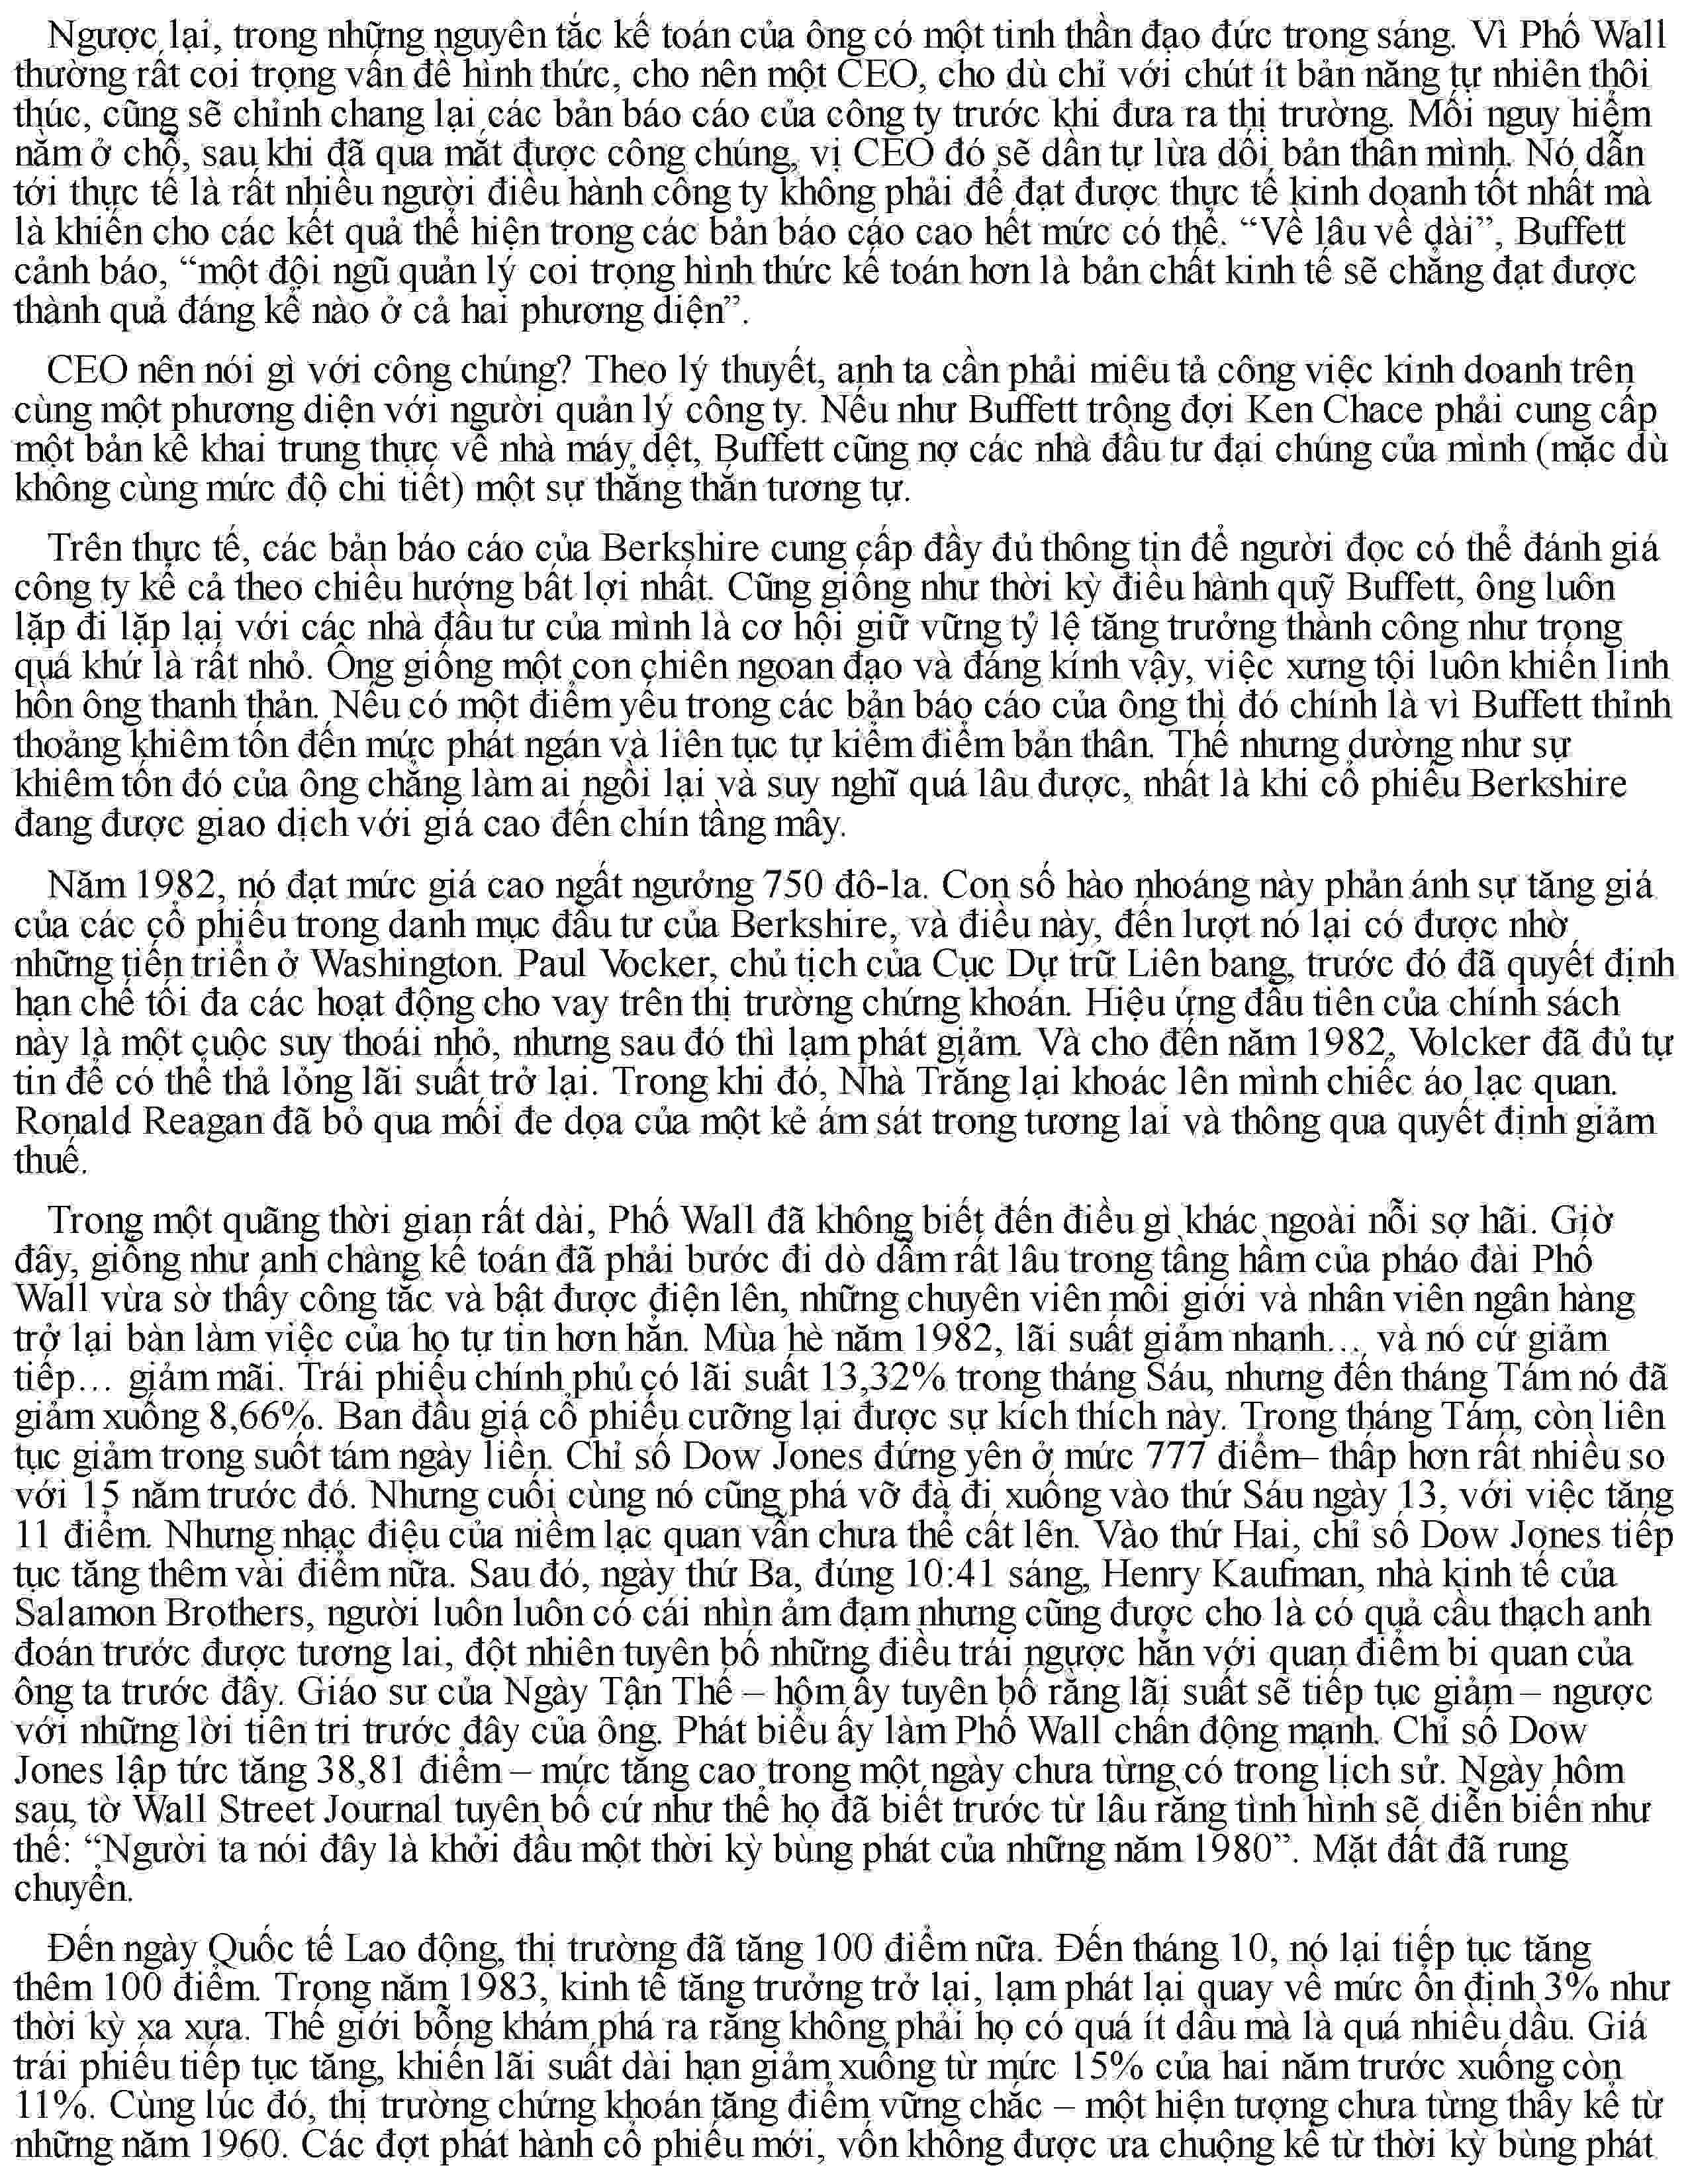 Ngược lại, trong những nguyên tắc kế toán của ông có một tinh thần đạo đức trong sáng. Vì Phố Wall
thường rất coi trọng vấn đề hình thức, cho nên một CEO, cho dù chỉ với chút ít bản năng tự nhiên thôi
thúc, cũng sẽ chỉnh chang lại các bản báo cáo của công ty trước khi đưa ra thị trường. Mối nguy hiểm
nằm ở chỗ, sau khi đã qua mắt được công chúng, vị CEO đó sẽ dần tự lừa dối bản thân mình. Nó dẫn
tới thực tế là rất nhiều người điều hành công ty không phải để đạt được thực tế kinh doanh tốt nhất mà
là khiến cho các kết quả thể hiện trong các bản báo cáo cao hết mức có thể. “Về lâu về dài”, Buffett
cảnh báo, “một đội ngũ quản lý coi trọng hình thức kế toán hơn là bản chất kinh tế sẽ chẳng đạt được
thành quả đáng kể nào ở cả hai phương diện”.
CEO nên nói gì với công chúng? Theo lý thuyết, anh ta cần phải miêu tả công việc kinh doanh trên
cùng một phương diện với người quản lý công ty. Nếu như Buffett trông đợi Ken Chace phải cung cấp
một bản kê khai trung thực về nhà máy dệt, Buffett cũng nợ các nhà đầu tư đại chúng của mình (mặc dù
không cùng mức độ chi tiết) một sự thẳng thắn tương tự.
Trên thực tế, các bản báo cáo của Berkshire cung cấp đầy đủ thông tin để người đọc có thể đánh giá
công ty kể cả theo chiều hướng bất lợi nhất. Cũng giống như thời kỳ điều hành quỹ Buffett, ông luôn
lặp đi lặp lại với các nhà đầu tư của mình là cơ hội giữ vững tỷ lệ tăng trưởng thành công như trong
quá khứ là rất nhỏ. Ông giống một con chiên ngoan đạo và đáng kính vậy, việc xưng tội luôn khiến linh
hồn ông thanh thản. Nếu có một điểm yếu trong các bản báo cáo của ông thì đó chính là vì Buffett thỉnh
thoảng khiêm tốn đến mức phát ngán và liên tục tự kiểm điểm bản thân. Thế nhưng dường như sự
khiêm tốn đó của ông chẳng làm ai ngồi lại và suy nghĩ quá lâu được, nhất là khi cổ phiếu Berkshire
đang được giao dịch với giá cao đến chín tầng mây.
Năm 1982, nó đạt mức giá cao ngất ngưởng 750 đô-la. Con số hào nhoáng này phản ánh sự tăng giá
của các cổ phiếu trong danh mục đầu tư của Berkshire, và điều này, đến lượt nó lại có được nhờ
những tiến triển ở Washington. Paul Vocker, chủ tịch của Cục Dự trữ Liên bang, trước đó đã quyết định
hạn chế tối đa các hoạt động cho vay trên thị trường chứng khoán. Hiệu ứng đầu tiên của chính sách
này là một cuộc suy thoái nhỏ, nhưng sau đó thì lạm phát giảm. Và cho đến năm 1982, Volcker đã đủ tự
tin để có thể thả lỏng lãi suất trở lại. Trong khi đó, Nhà Trắng lại khoác lên mình chiếc áo lạc quan.
Ronald Reagan đã bỏ qua mối đe dọa của một kẻ ám sát trong tương lai và thông qua quyết định giảm
thuế.
Trong một quãng thời gian rất dài, Phố Wall đã không biết đến điều gì khác ngoài nỗi sợ hãi. Giờ
đây, giống như anh chàng kế toán đã phải bước đi dò dẫm rất lâu trong tầng hầm của pháo đài Phố
Wall vừa sờ thấy công tắc và bật được điện lên, những chuyên viên môi giới và nhân viên ngân hàng
trở lại bàn làm việc của họ tự tin hơn hẳn. Mùa hè năm 1982, lãi suất giảm nhanh…, và nó cứ giảm
tiếp… giảm mãi. Trái phiếu chính phủ có lãi suất 13,32% trong tháng Sáu, nhưng đến tháng Tám nó đã
giảm xuống 8,66%. Ban đầu giá cổ phiếu cưỡng lại được sự kích thích này. Trong tháng Tám, còn liên
tục giảm trong suốt tám ngày liền. Chỉ số Dow Jones đứng yên ở mức 777 điểm– thấp hơn rất nhiều so
với 15 năm trước đó. Nhưng cuối cùng nó cũng phá vỡ đà đi xuống vào thứ Sáu ngày 13, với việc tăng
11 điểm. Nhưng nhạc điệu của niềm lạc quan vẫn chưa thể cất lên. Vào thứ Hai, chỉ số Dow Jones tiếp
tục tăng thêm vài điểm nữa. Sau đó, ngày thứ Ba, đúng 10:41 sáng, Henry Kaufman, nhà kinh tế của
Salamon Brothers, người luôn luôn có cái nhìn ảm đạm nhưng cũng được cho là có quả cầu thạch anh
đoán trước được tương lai, đột nhiên tuyên bố những điều trái ngược hẳn với quan điểm bi quan của
ông ta trước đây. Giáo sư của Ngày Tận Thế – hôm ấy tuyên bố rằng lãi suất sẽ tiếp tục giảm – ngược
với những lời tiên tri trước đây của ông. Phát biểu ấy làm Phố Wall chấn động mạnh. Chỉ số Dow
Jones lập tức tăng 38,81 điểm – mức tăng cao trong một ngày chưa từng có trong lịch sử. Ngày hôm
sau, tờ Wall Street Journal tuyên bố cứ như thể họ đã biết trước từ lâu rằng tình hình sẽ diễn biến như
thế: “Người ta nói đây là khởi đầu một thời kỳ bùng phát của những năm 1980”. Mặt đất đã rung
chuyển.
Đến ngày Quốc tế Lao động, thị trường đã tăng 100 điểm nữa. Đến tháng 10, nó lại tiếp tục tăng
thêm 100 điểm. Trong năm 1983, kinh tế tăng trưởng trở lại, lạm phát lại quay về mức ổn định 3% như
thời kỳ xa xưa. Thế giới bỗng khám phá ra rằng không phải họ có quá ít dầu mà là quá nhiều dầu. Giá
trái phiếu tiếp tục tăng, khiến lãi suất dài hạn giảm xuống từ mức 15% của hai năm trước xuống còn
11%. Cùng lúc đó, thị trường chứng khoán tăng điểm vững chắc – một hiện tượng chưa từng thấy kể từ
những năm 1960. Các đợt phát hành cổ phiếu mới, vốn không được ưa chuộng kể từ thời kỳ bùng phát